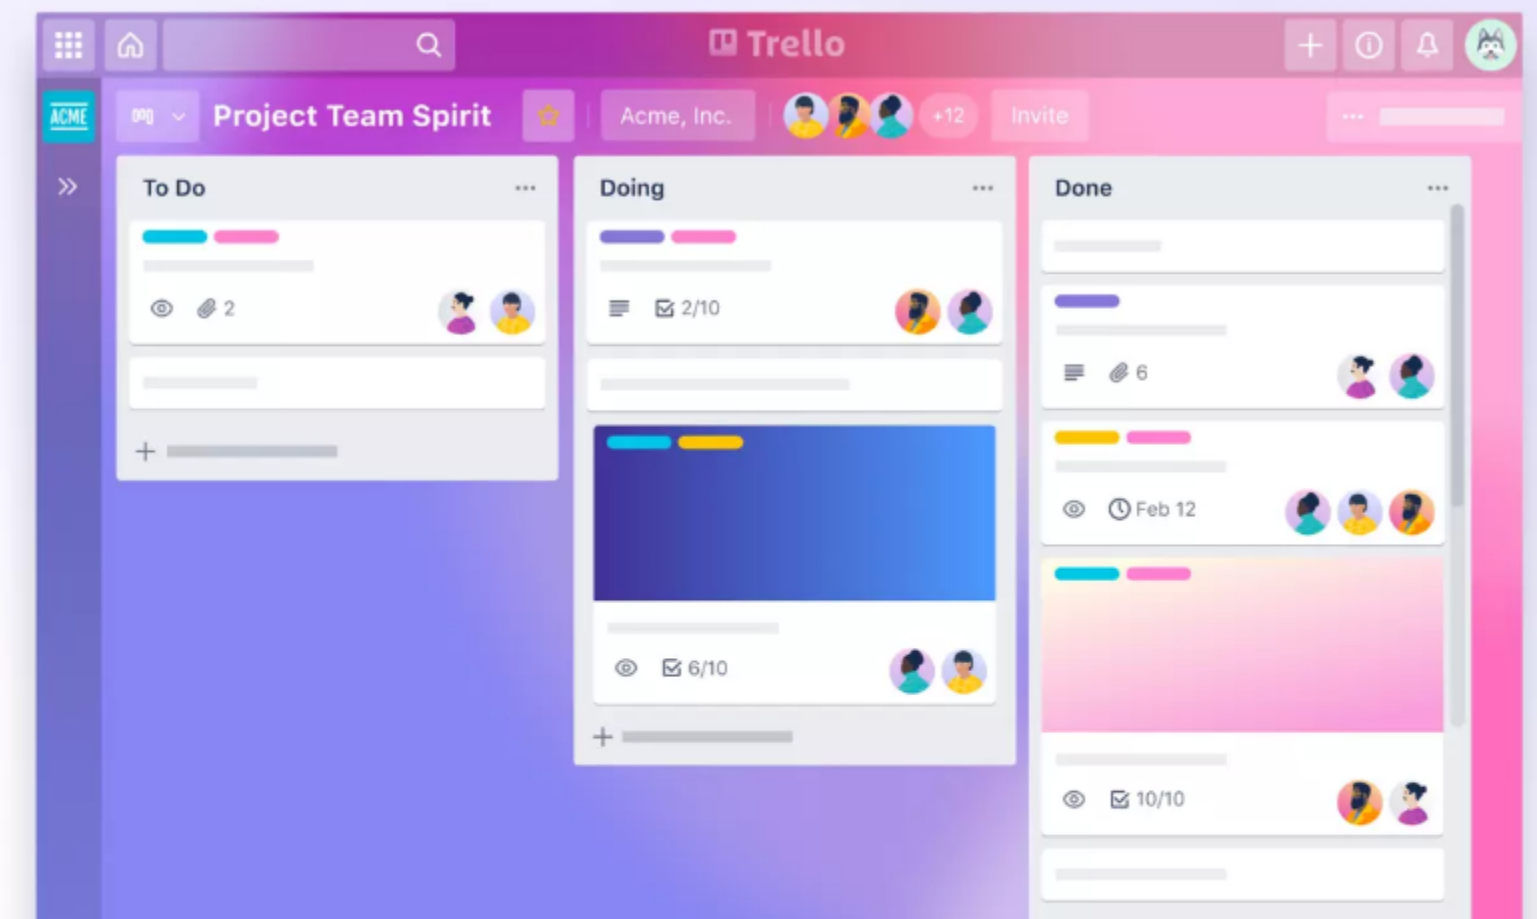 Trello
ACME
Project Team Spirit
Acme, Inc.
+12
Invite
To Do
2
Doing
2/10
6/10
Done
6
Feb 12
10/10